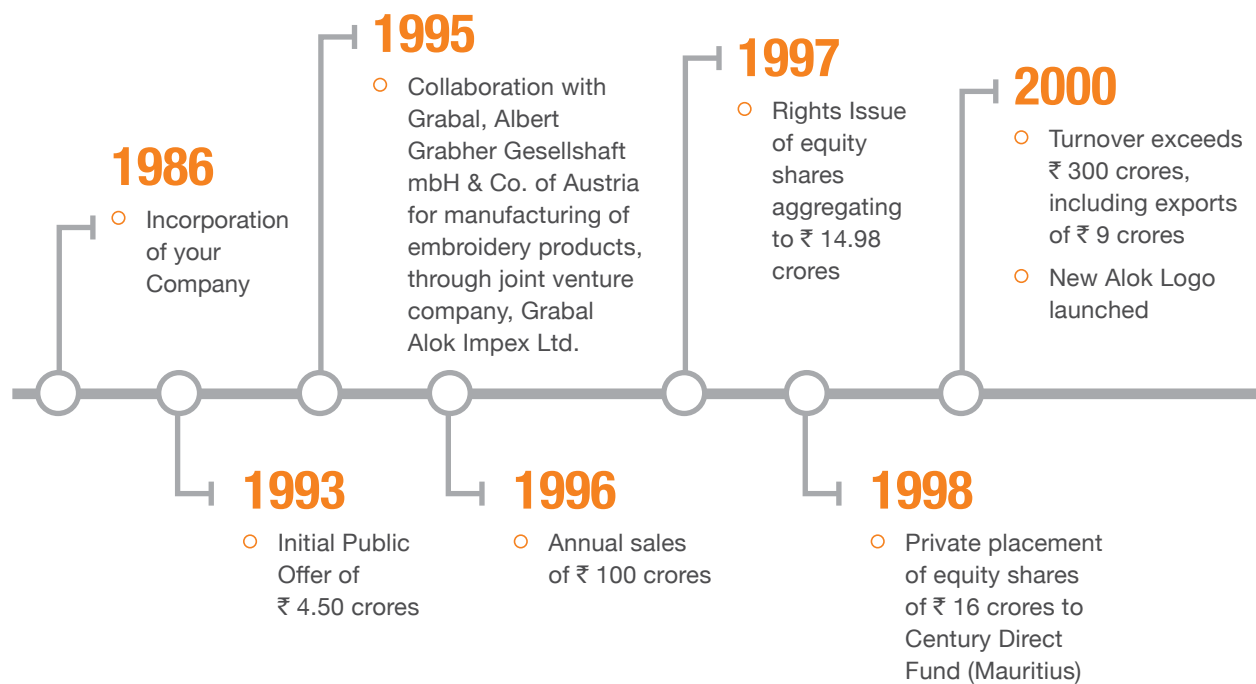 1986
Incorporation
of your
Company
1993
Initial Public
Offer of
₹ 4.50 crores
1995
Collaboration with
Grabal, Albert
Grabher Gesellshaft
mbH & Co. of Austria
for manufacturing of
embroidery products,
through joint venture
company, Grabal
Alok Impex Ltd.
1996
Annual sales
of ₹ 100 crores
1997
Rights Issue
of equity
shares
aggregating
to ₹ 14.98
crores
1998
Private placement
of equity shares
of ₹ 16 crores to
Century Direct
Fund (Mauritius)
2000
Turnover exceeds
₹ 300 crores,
including exports
of ₹ 9 crores
New Alok Logo
launched